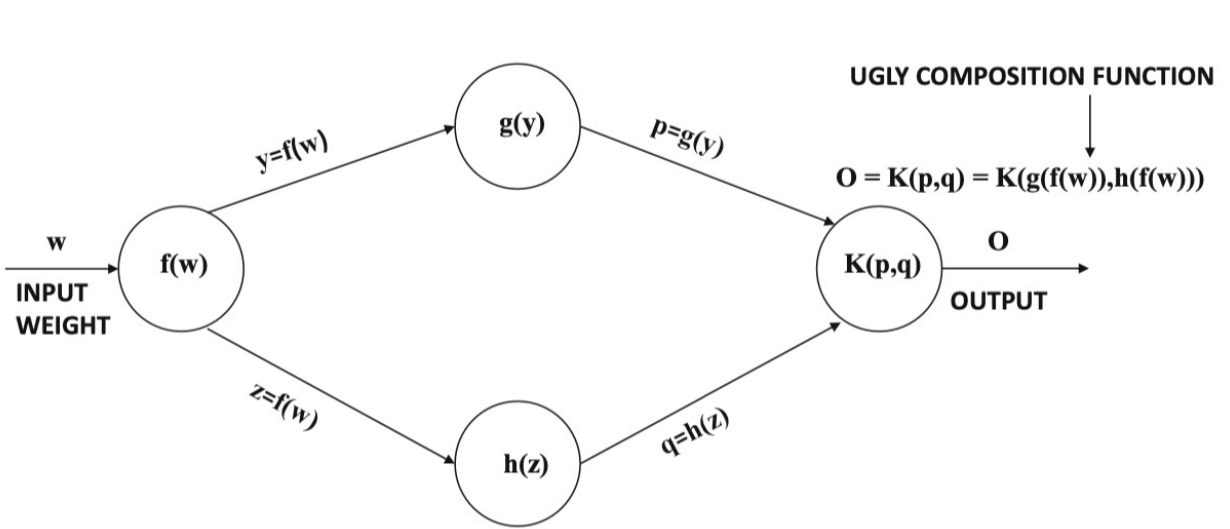 UGLY COMPOSITION FUNCTION
g(y)
y=f(w)
p=g(y)
O = K(p,q) = K(g(f(w)),h(f(w)))
w
f(w)
K(p,q)
O
INPUT
WEIGHT
OUTPUT
z=f(w)
q=h(z)
h(z)